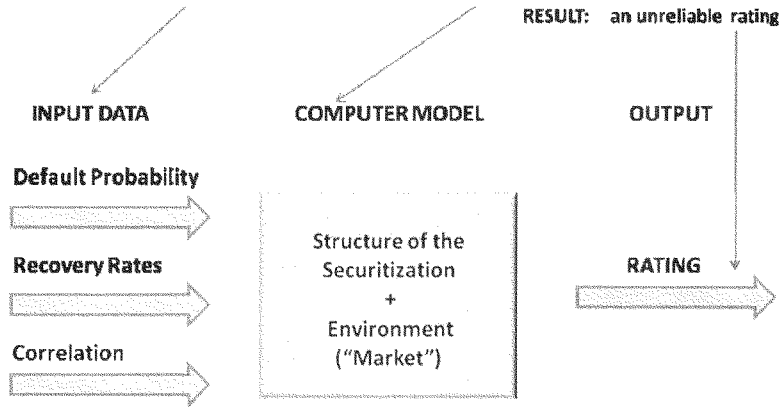 RESULT: an unreliable rating
INPUT DATA
COMPUTER MODEL
OUTPUT
Default Probability
Recovery Rates
Correlation
Structure of the
Securitization
+
Environment
("Market")
RATING